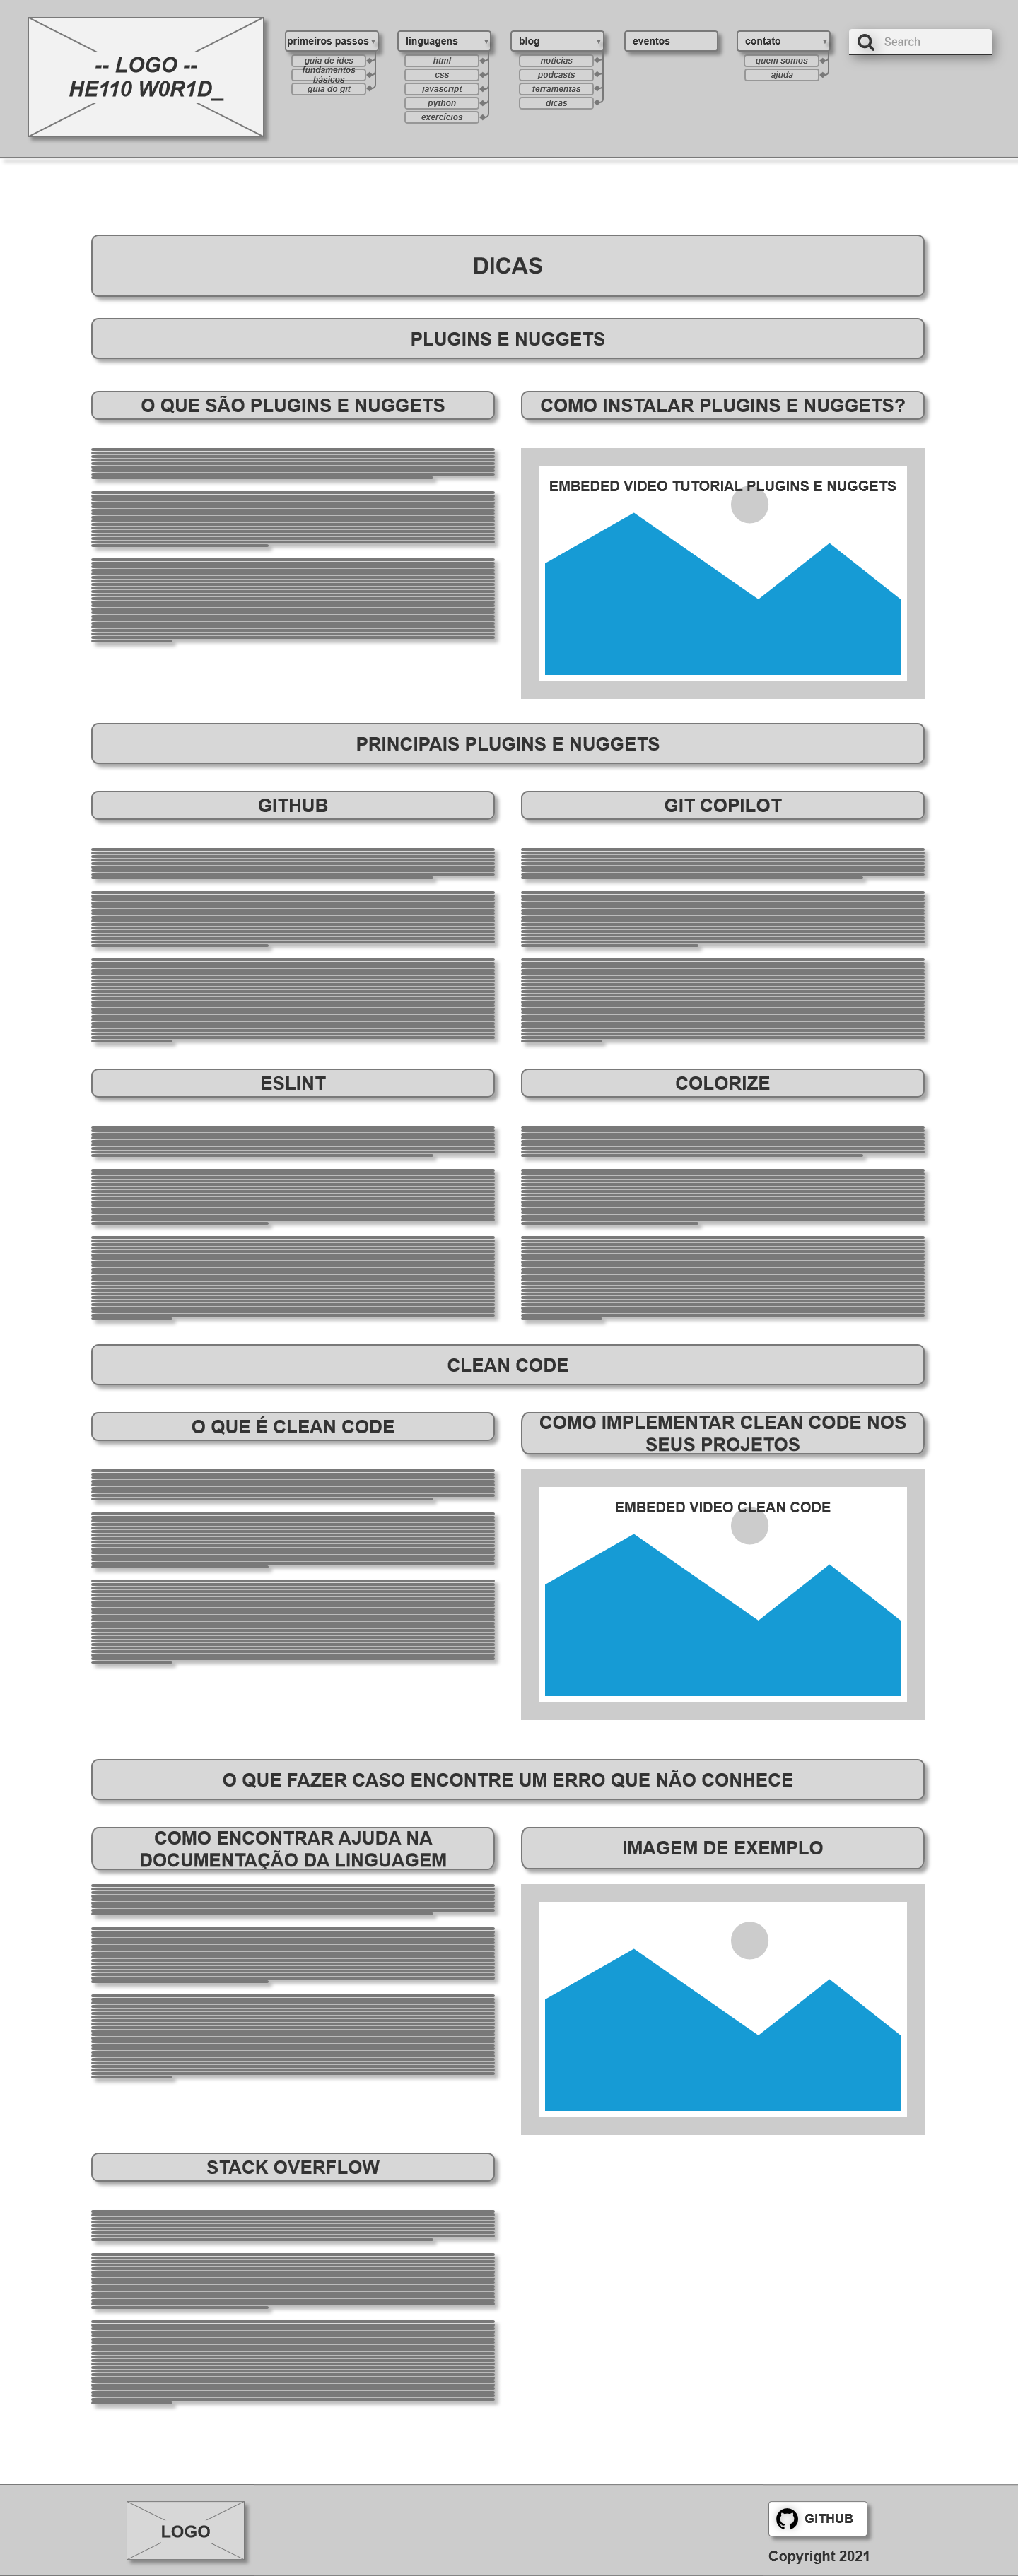 -- LOGO --
HE110 W0R1D_
primeiros passos
guia de ides
fundamentos
básicos
guia do git
linguagens
html
css
javascript
python
exercícios
blog
notícias
podcasts
ferramentas
dicas
eventos
contato
quem somos
ajuda
Search
DICAS
PLUGINS E NUGGETS
O QUE SÃO PLUGINS E NUGGETS
COMO INSTALAR PLUGINS E NUGGETS?
EMBEDED VIDEO TUTORIAL PLUGINS E NUGGETS
PRINCIPAIS PLUGINS E NUGGETS
GITHUB
GIT COPILOT
ESLINT
COLORIZE
CLEAN CODE
O QUE É CLEAN CODE
COMO IMPLEMENTAR CLEAN CODE NOS
SEUS PROJETOS
EMBEDED VIDEO CLEAN CODE
O QUE FAZER CASO ENCONTRE UM ERRO QUE NÃO CONHECE
COMO ENCONTRAR AJUDA NA
DOCUMENTAÇÃO DA LINGUAGEM
IMAGEM DE EXEMPLO
STACK OVERFLOW
LOGO
GITHUB
Copyright 2021